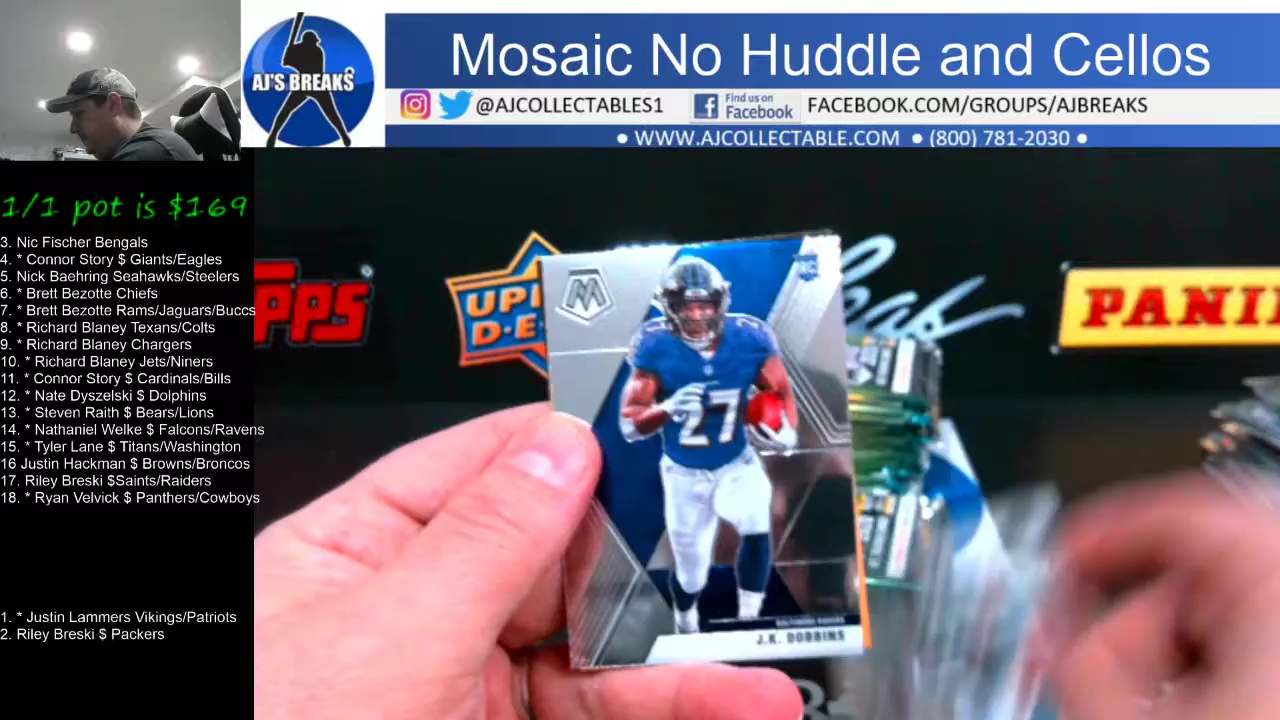 AJ'S BREAKS
Mosaic No Huddle and Cellos
@AJCOLLECTABLES1
Find us on
Facebook
FACEBOOK.COM/GROUPS/AJBREAKS
● WWW.AJCOLLECTABLE.COM ● (800) 781-2030 ●
1/1 pot is $169
3. Nic Fischer Bengals
4. * Connor Story $ Giants/Eagles
5. Nick Baehring Seahawks/Steelers
6. * Brett Bezotte Chiefs
7. * Brett Bezotte Rams/Jaguars/Buccs
8. * Richard Blaney Texans/Colts
9. * Richard Blaney Chargers
10. * Richard Blaney Jets/Niners
11. * Connor Story $ Cardinals/Bills
12. * Nate Dyszelski $ Dolphins
13. * Steven Raith $ Bears/Lions
14. * Nathaniel Welke $ Falcons/Ravens
15. * Tyler Lane $ Titans/Washington
16 Justin Hackman $ Browns/Broncos
17. Riley Breski $Saints/Raiders
18. * Ryan Velvick $ Panthers/Cowboys
1. * Justin Lammers Vikings/Patriots
2. Riley Breski $ Packers
PPS
UP
D·E
PANI
M
RC
27
J.K. DOBBINS